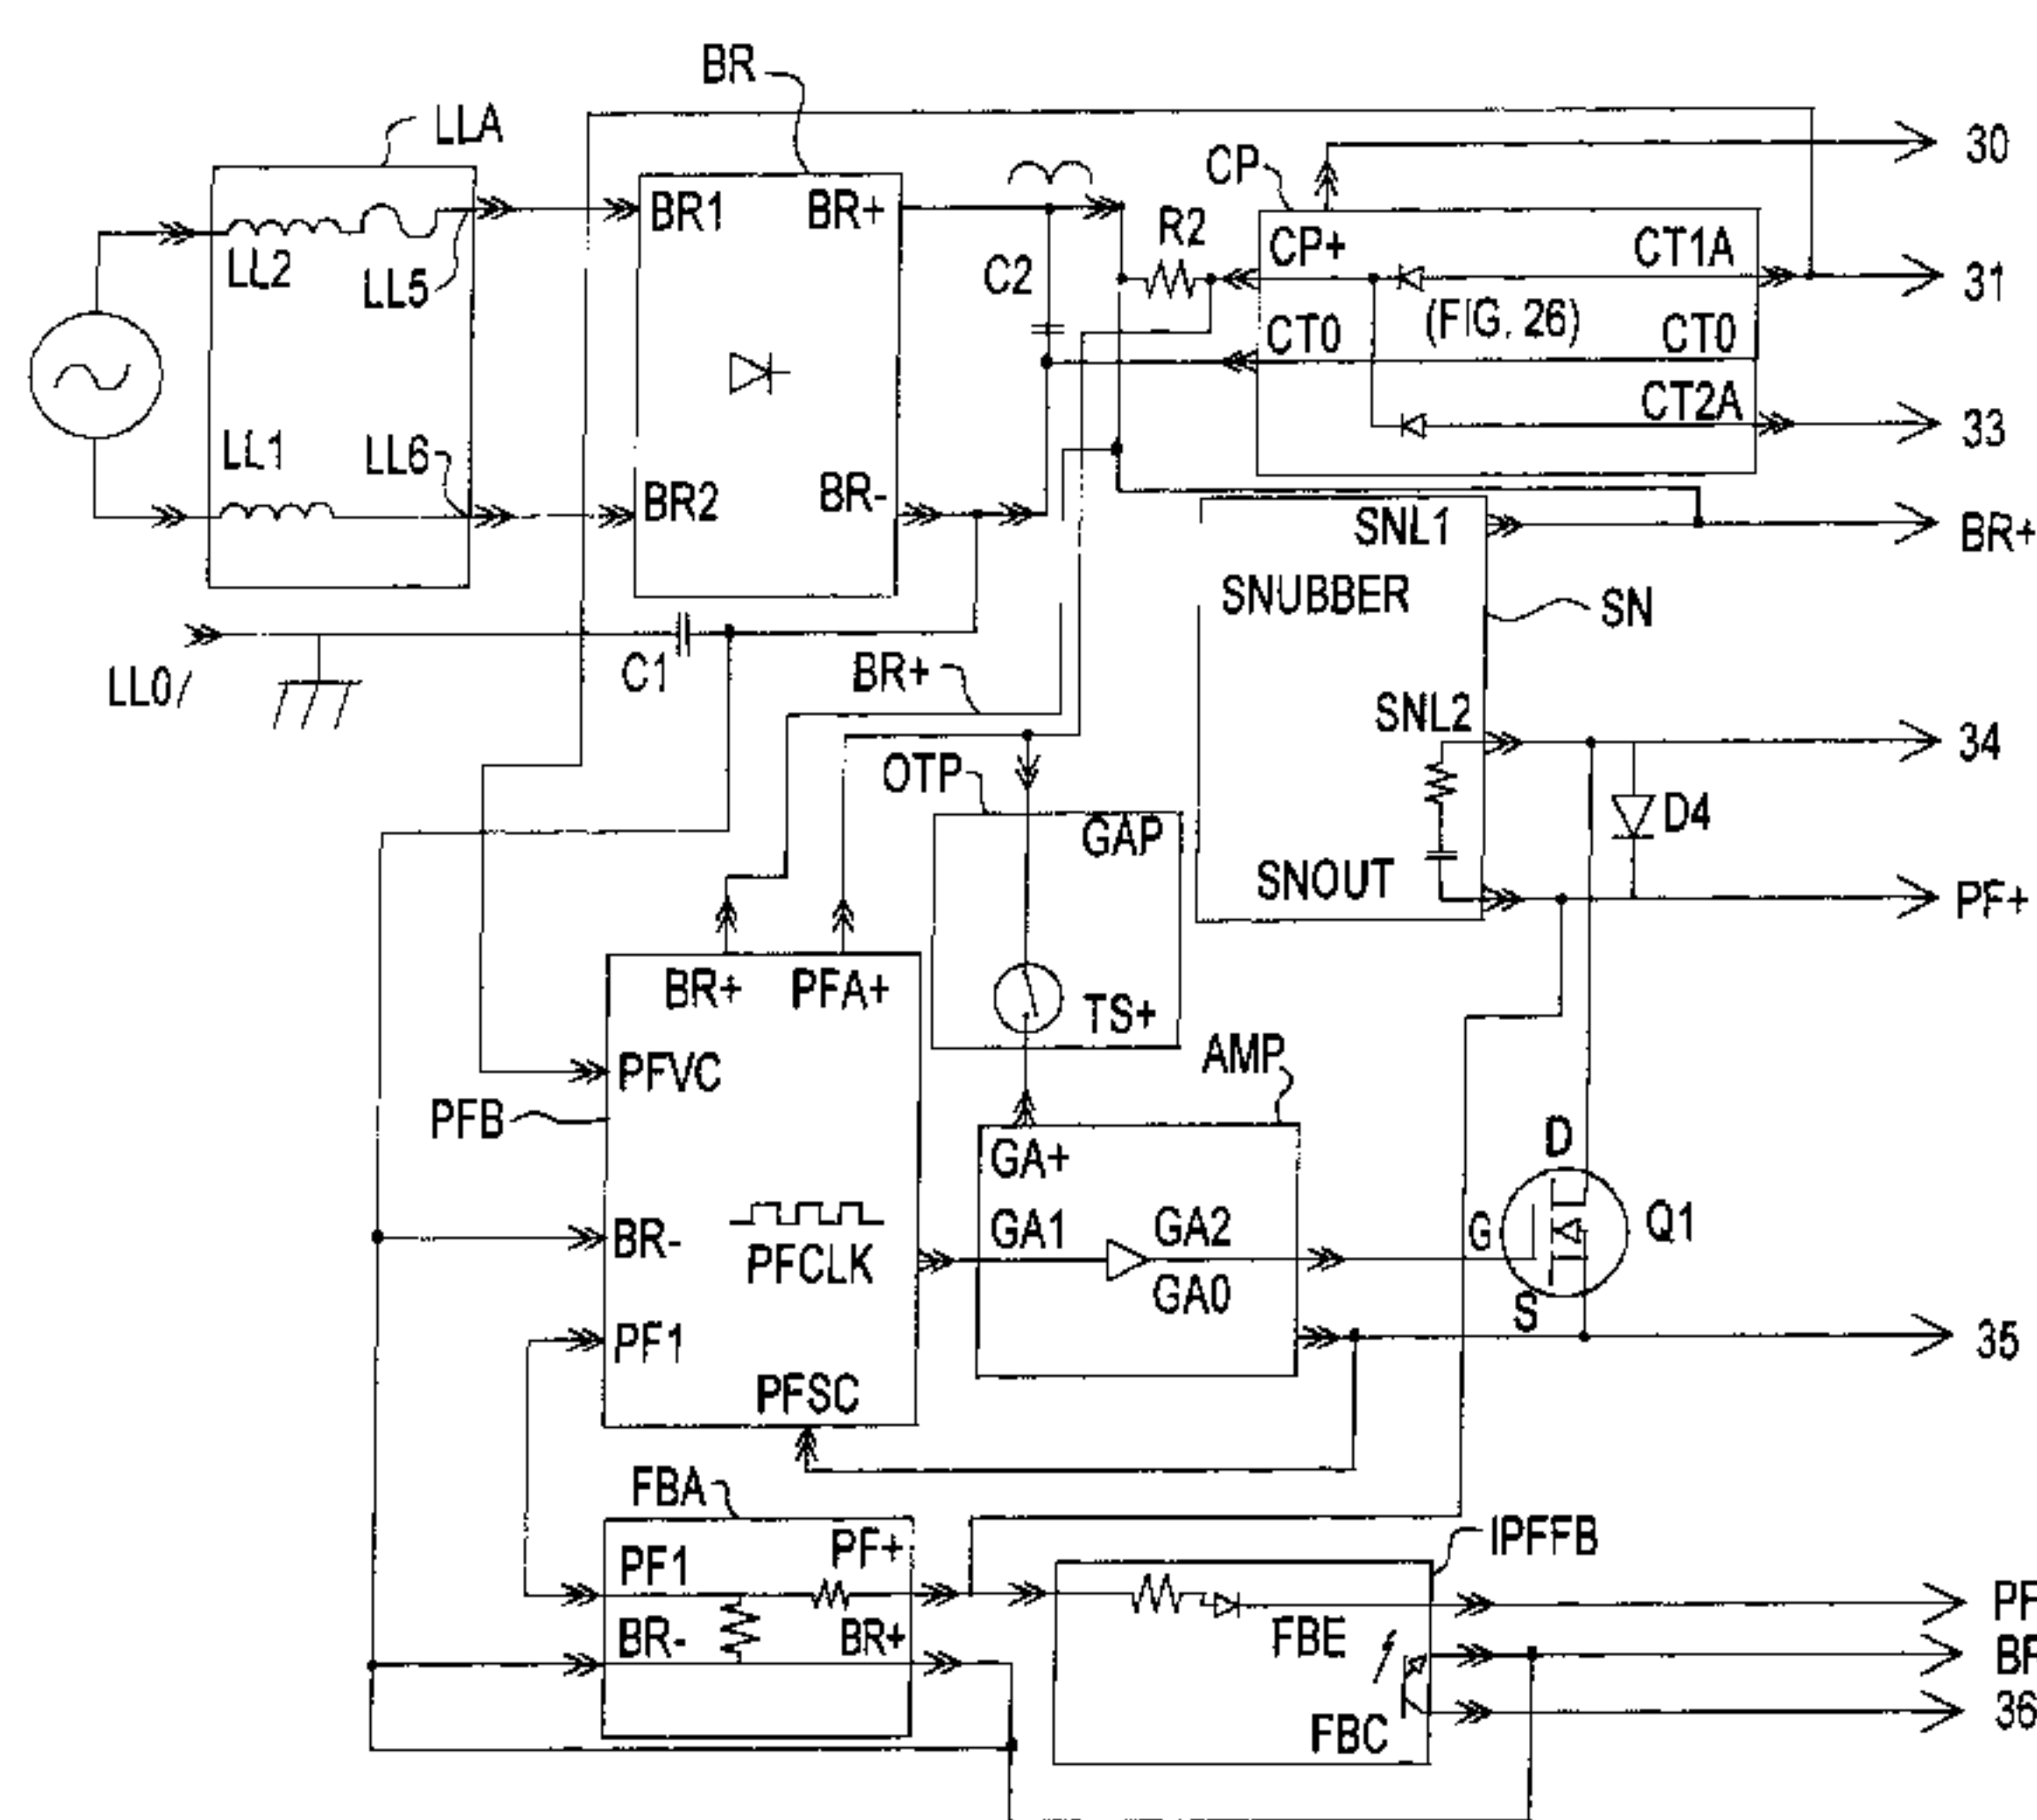 BR
LLA
30
CP
BR1
BR+
R2
CP+
CT1A
LL2
LL5
C2
31
(FIG. 26)
CT0
CT0
CT2A
33
LL1
LL6
BR2
BR-
SNL1
BR+
SNUBBER
SN
LL0
C1
BR+
SNL2
34
OTP
GAP
D4
SNOUT
PF+
BR+
PFA+
TS+
AMP
PFVC
PFB
D
GA+
GA1
GA2
G
Q1
BR-
PFCLK
GA0
S
35
PF1
PFSC
FBA
IPFFB
PF1
PF+
BR-
BR+
FBE
FBC
36